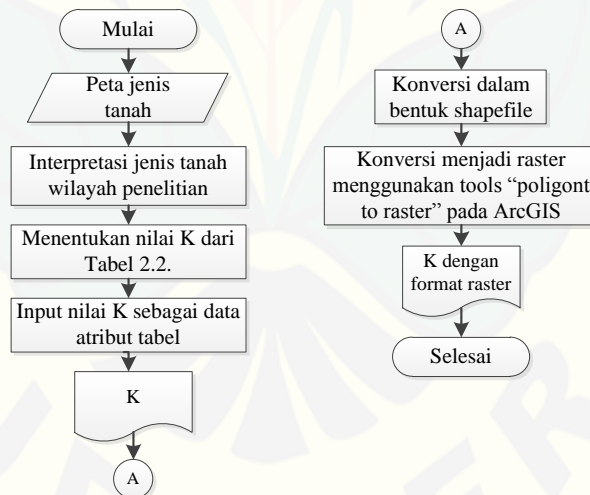 Mulai
Peta jenis
tanah
Interpretasi jenis tanah
wilayah penelitian
Menentukan nilai K dari
Tabel 2.2.
Input nilai K sebagai data
atribut tabel
K
A
A
Konversi dalam
bentuk shapefile
Konversi menjadi raster
menggunakan tools “poligont
to raster” pada ArcGIS
K dengan
format raster
Selesai